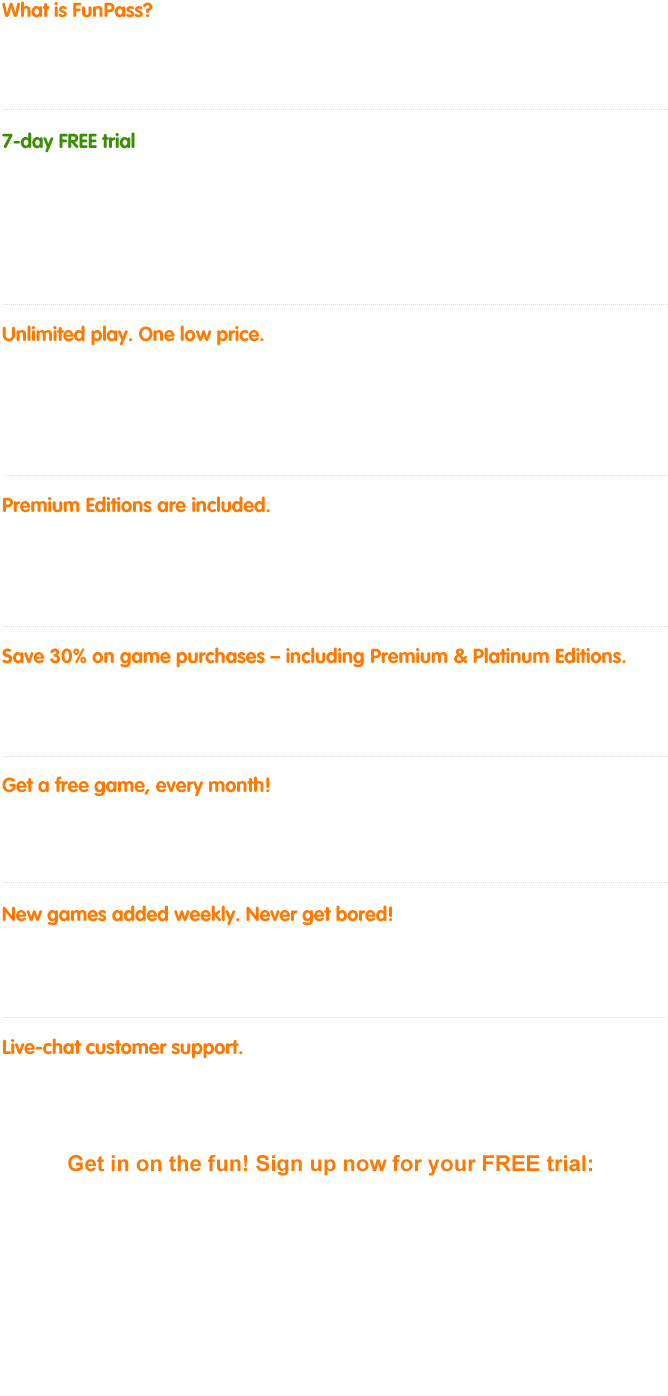 What is FunPass?
7-day FREE trial
Unlimited play. One low price.
Premium Editions are included.
Save 30% on game purchases – including Premium & Platinum Editions.
Get a free game, every month!
New games added weekly. Never get bored!
Live-chat customer support.
Get in on the fun! Sign up now for your FREE trial: